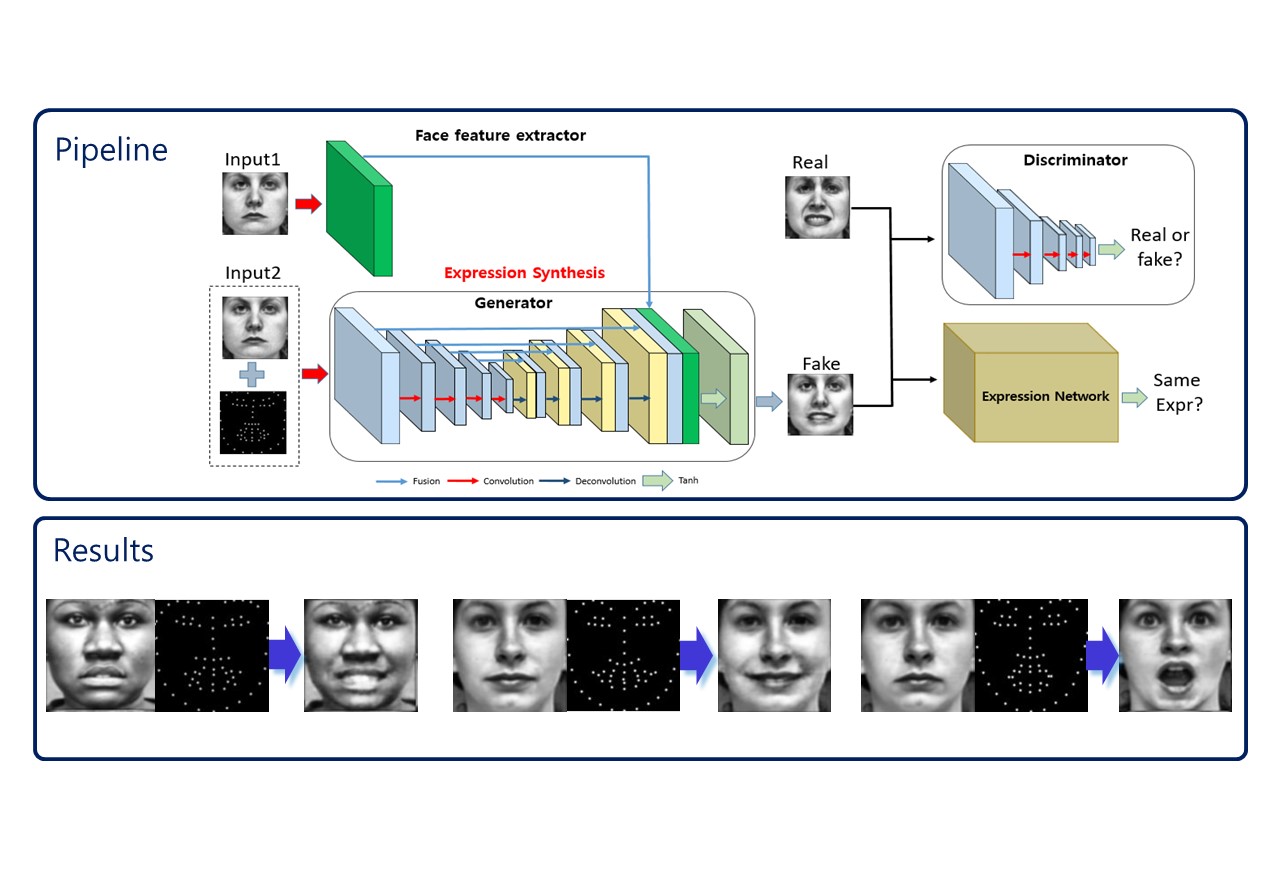 Pipeline
Face feature extractor
Input1
Real
Discriminator
Real or
fake?
Input2
Expression Synthesis
Generator
Fake
Expression Network
Same
Expr?
Fusion
Convolution
Deconvolution
Tanh
Results